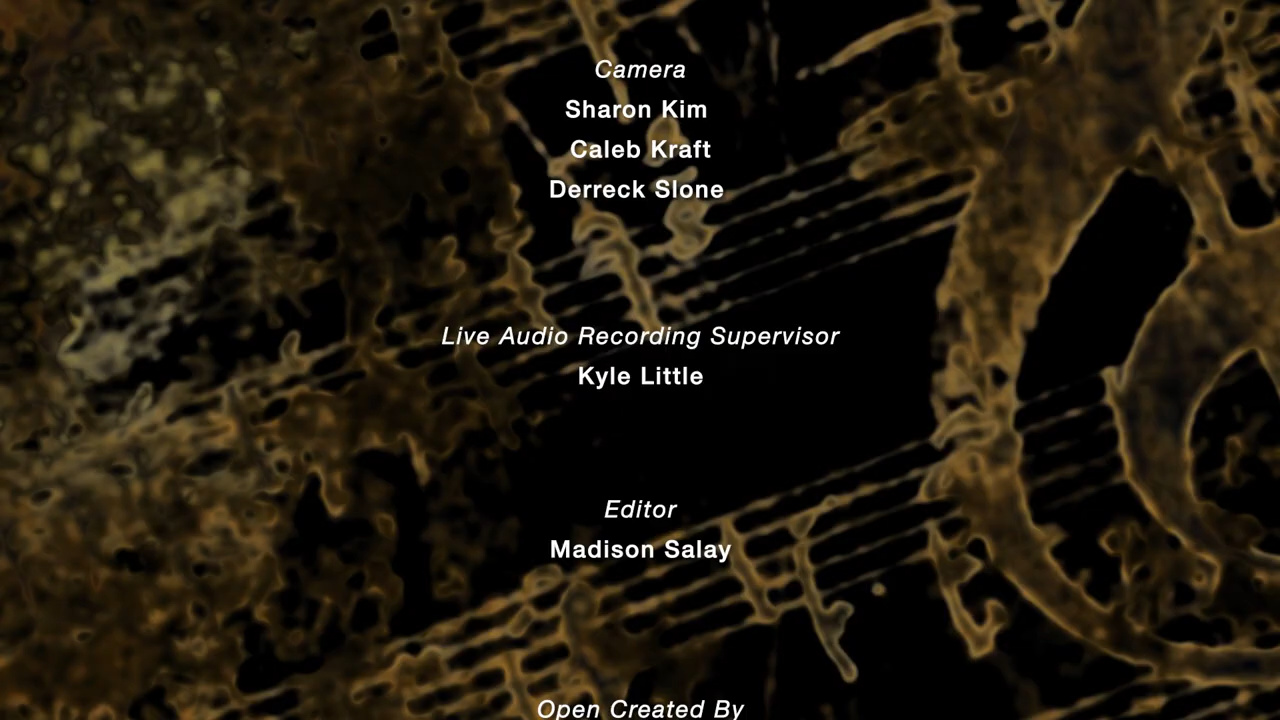 Camera
Sharon Kim
Caleb Kraft
Derreck Slone
Live Audio Recording Supervisor
Kyle Little
Editor
Madison Salay
Open Created By